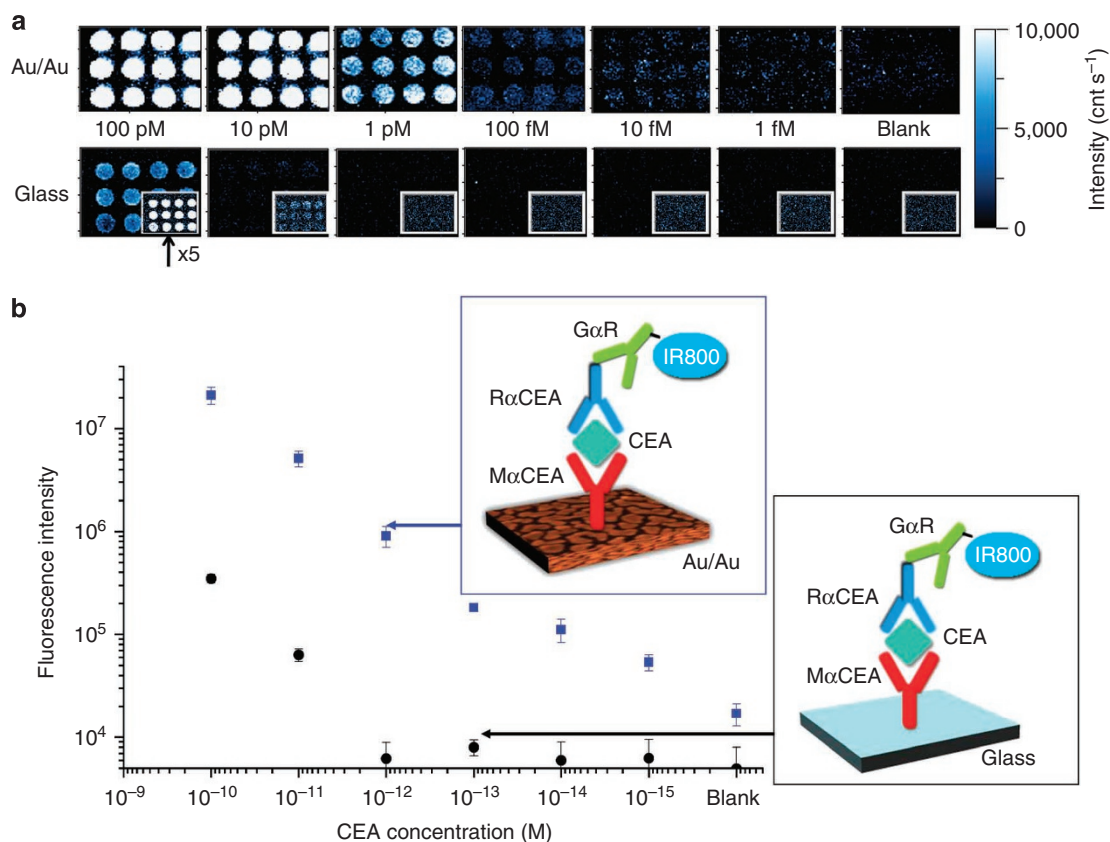 a
Au/Au
100 pM 10 pM 1 pM 100 fM 10 fM 1 fM Blank
Glass
x5
10,000
5,000
0
Intensity (cnt s⁻¹)
b
Fluorescence intensity
10⁷
10⁶
10⁵
10⁴
10⁻⁹ 10⁻¹⁰ 10⁻¹¹ 10⁻¹² 10⁻¹³ 10⁻¹⁴ 10⁻¹⁵ Blank
CEA concentration (M)
GαR
IR800
RαCEA
CEA
MαCEA
Au/Au
GαR
IR800
RαCEA
CEA
MαCEA
Glass